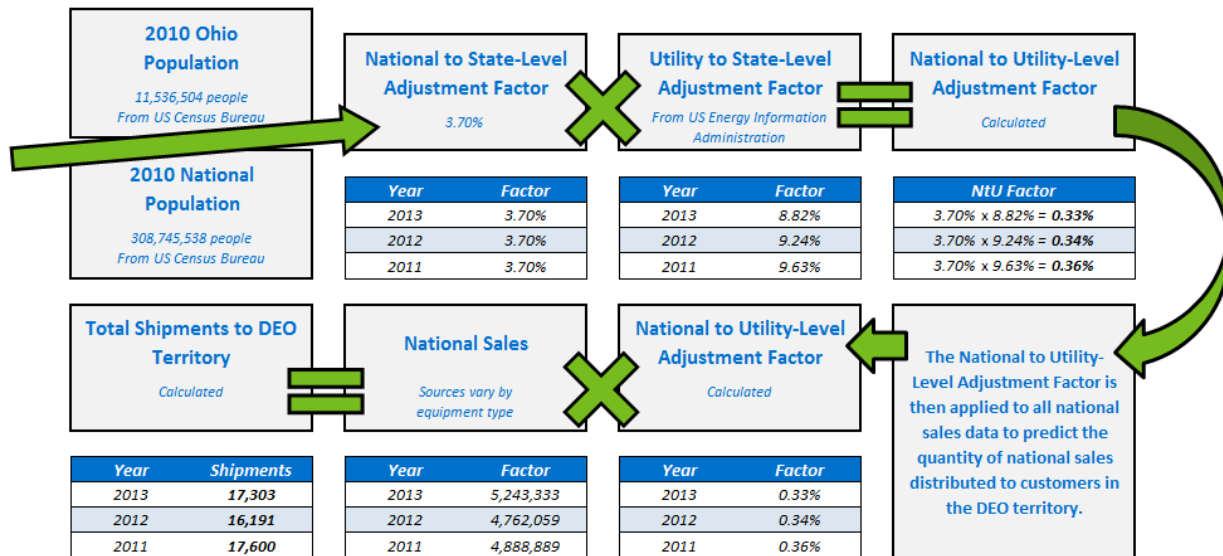 2010 Ohio
Population
11,536,504 people
From US Census Bureau
2010 National
Population
308,745,538 people
From US Census Bureau
National to State-Level
Adjustment Factor
3.70%
Utility to State-Level
Adjustment Factor
From US Energy Information
Administration
National to Utility-Level
Adjustment Factor
Calculated
Year Factor
2013 3.70%
2012 3.70%
2011 3.70%
Year Factor
2013 8.82%
2012 9.24%
2011 9.63%
NtU Factor
3.70% x 8.82% = 0.33%
3.70% x 9.24% = 0.34%
3.70% x 9.63% = 0.36%
Total Shipments to DEO
Territory
Calculated
National Sales
Sources vary by
equipment type
National to Utility-Level
Adjustment Factor
Calculated
The National to Utility-
Level Adjustment Factor is
then applied to all national
sales data to predict the
quantity of national sales
distributed to customers in
the DEO territory.
Year Shipments
2013 17,303
2012 16,191
2011 17,600
Year Factor
2013 5,243,333
2012 4,762,059
2011 4,888,889
Year Factor
2013 0.33%
2012 0.34%
2011 0.36%